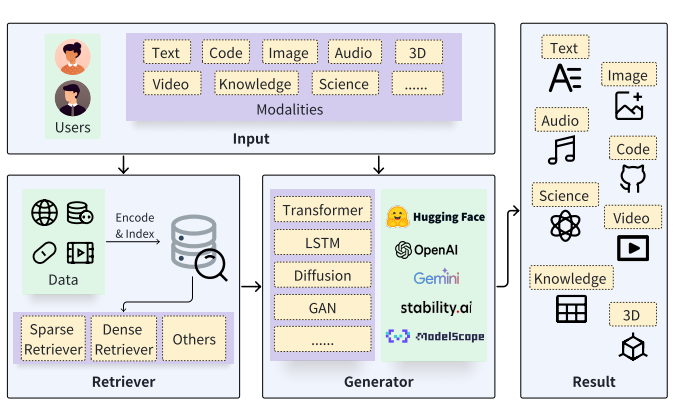 Text
Code
Image
Audio
3D
Video
Knowledge
Science
......
Users
Modalities
Input
Data
Encode
& Index
Sparse
Retriever
Dense
Retriever
Others
Retriever
Transformer
LSTM
Diffusion
GAN
......
Hugging Face
OpenAI
Gemini
stability.ai
ModelScope
Generator
Text
Image
Audio
Code
Science
Video
Knowledge
3D
Result